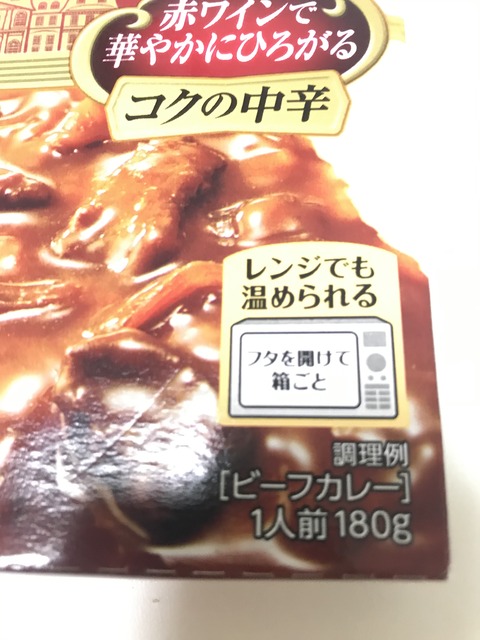 赤ワインで
華やかにひろがる
コクの中辛
レンジでも
温められる
フタを開けて
箱ごと
調理例
[ビーフカレー]
1人前180g